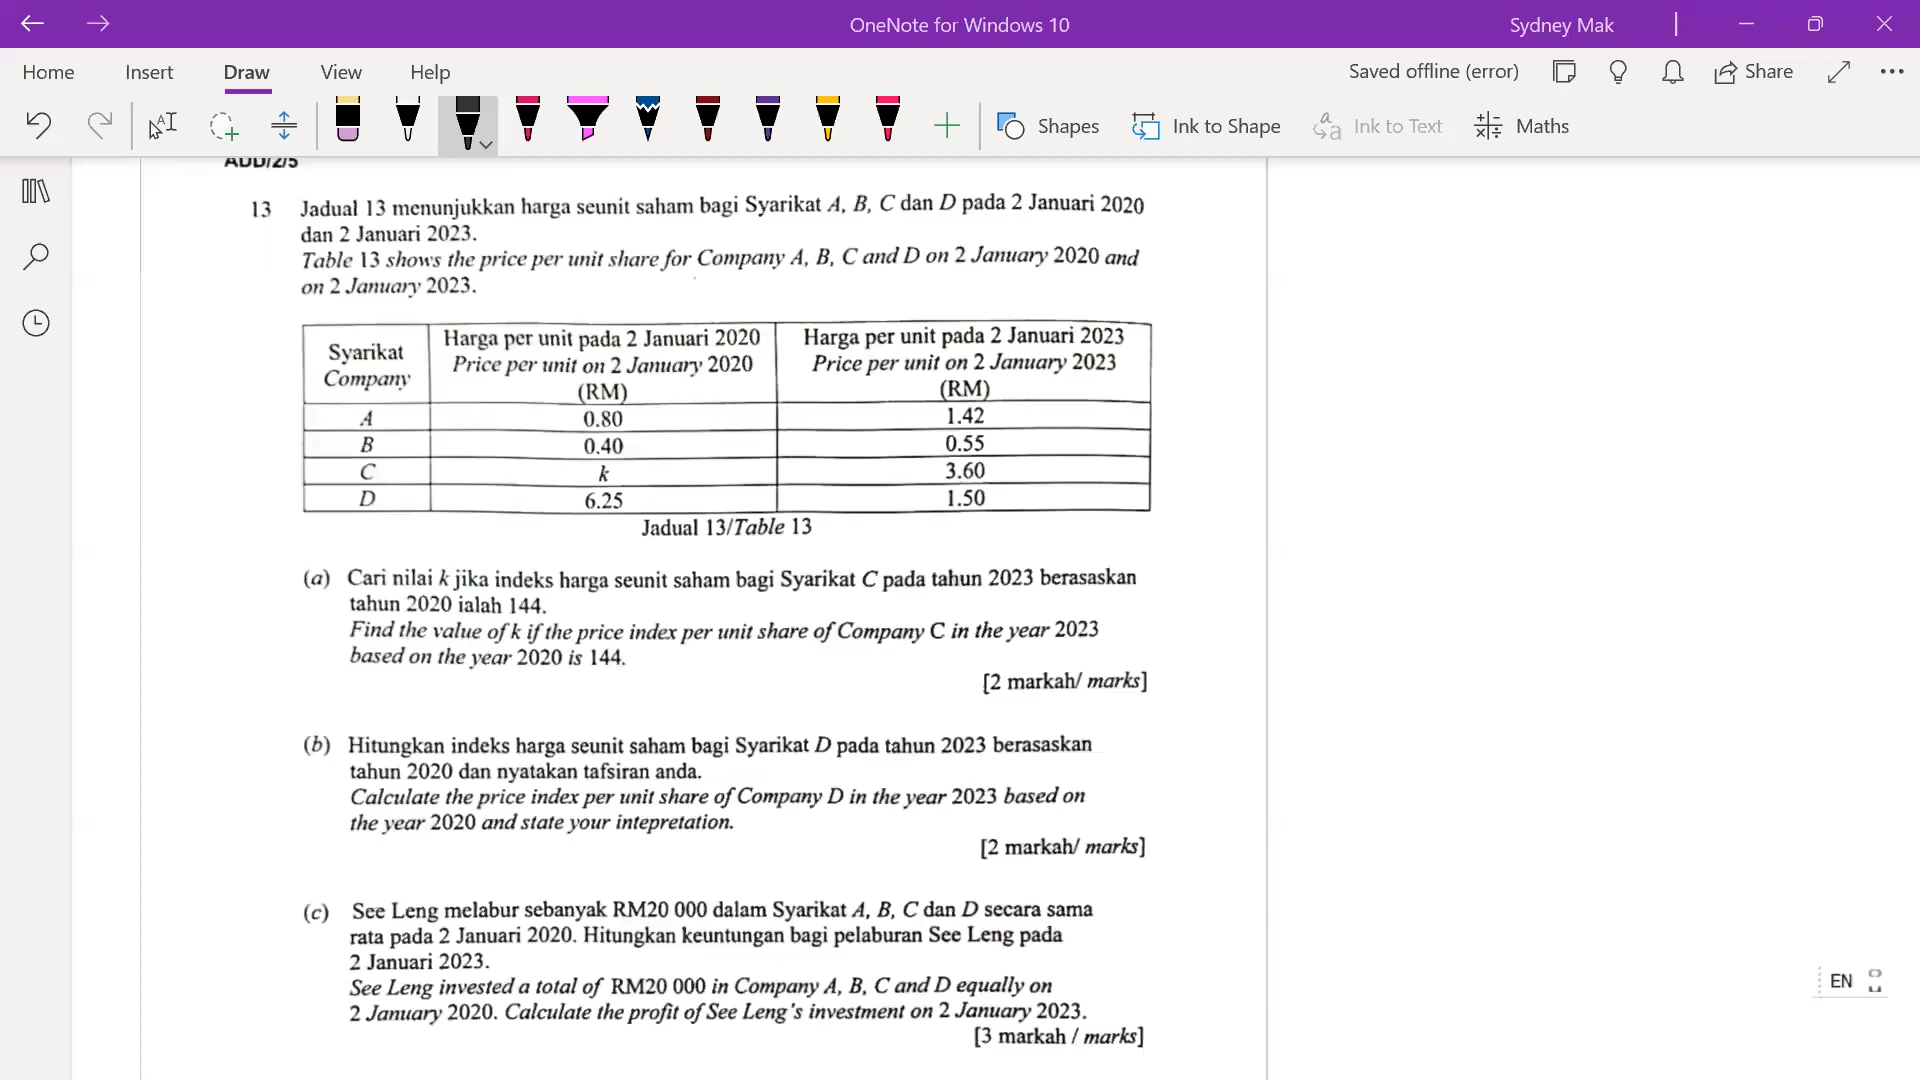 OneNote for Windows 10
Sydney Mak
Home Insert Draw View Help
Saved offline (error) Share
Shapes Ink to Shape Ink to Text Maths
ADD/2/5
13 Jadual 13 menunjukkan harga seunit saham bagi Syarikat A, B, C dan D pada 2 Januari 2020
dan 2 Januari 2023.
Table 13 shows the price per unit share for Company A, B, C and D on 2 January 2020 and
on 2 January 2023.
Syarikat
Company
Harga per unit pada 2 Januari 2020
Price per unit on 2 January 2020
(RM)
Harga per unit pada 2 Januari 2023
Price per unit on 2 January 2023
(RM)
A 0.80 1.42
B 0.40 0.55
C k 3.60
D 6.25 1.50
Jadual 13/Table 13
(a) Cari nilai k jika indeks harga seunit saham bagi Syarikat C pada tahun 2023 berasaskan
tahun 2020 ialah 144.
Find the value of k if the price index per unit share of Company C in the year 2023
based on the year 2020 is 144.
[2 markah/ marks]
(b) Hitungkan indeks harga seunit saham bagi Syarikat D pada tahun 2023 berasaskan
tahun 2020 dan nyatakan tafsiran anda.
Calculate the price index per unit share of Company D in the year 2023 based on
the year 2020 and state your intepretation.
[2 markah/ marks]
(c) See Leng melabur sebanyak RM20 000 dalam Syarikat A, B, C dan D secara sama
rata pada 2 Januari 2020. Hitungkan keuntungan bagi pelaburan See Leng pada
2 Januari 2023.
See Leng invested a total of RM20 000 in Company A, B, C and D equally on
2 January 2020. Calculate the profit of See Leng's investment on 2 January 2023.
[3 markah / marks]
EN